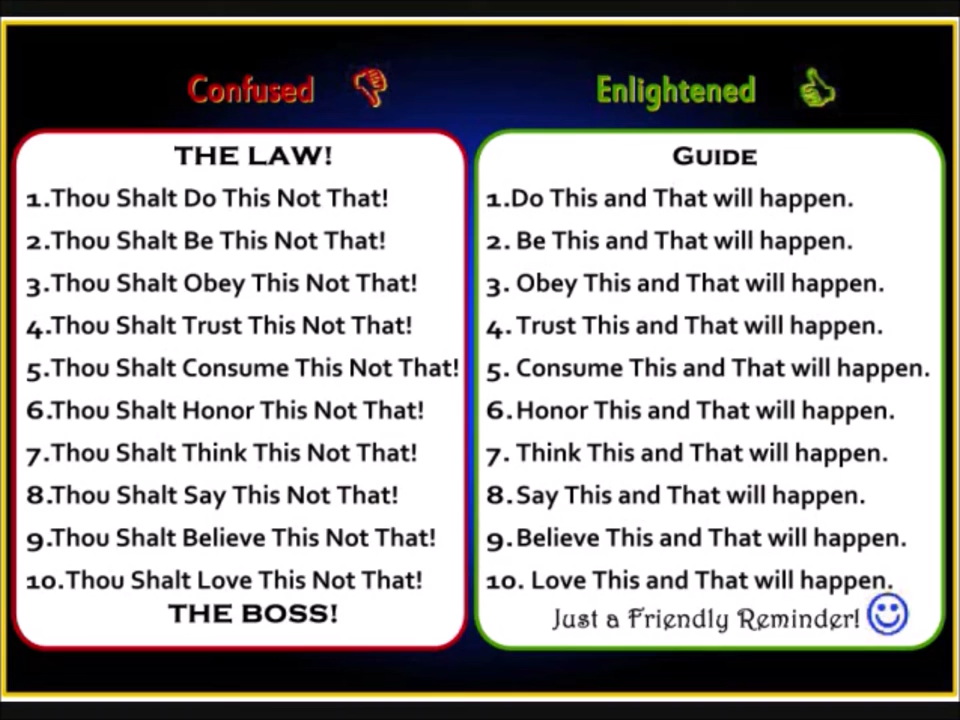 Confused
THE LAW!
1.Thou Shalt Do This Not That!
2.Thou Shalt Be This Not That!
3.Thou Shalt Obey This Not That!
4.Thou Shalt Trust This Not That!
5.Thou Shalt Consume This Not That!
6.Thou Shalt Honor This Not That!
7.Thou Shalt Think This Not That!
8.Thou Shalt Say This Not That!
9.Thou Shalt Believe This Not That!
10.Thou Shalt Love This Not That!
THE BOSS!
Enlightened
GUIDE
1.Do This and That will happen.
2. Be This and That will happen.
3. Obey This and That will happen.
4. Trust This and That will happen.
5. Consume This and That will happen.
6. Honor This and That will happen.
7. Think This and That will happen.
8. Say This and That will happen.
9. Believe This and That will happen.
10. Love This and That will happen.
Just a Friendly Reminder!